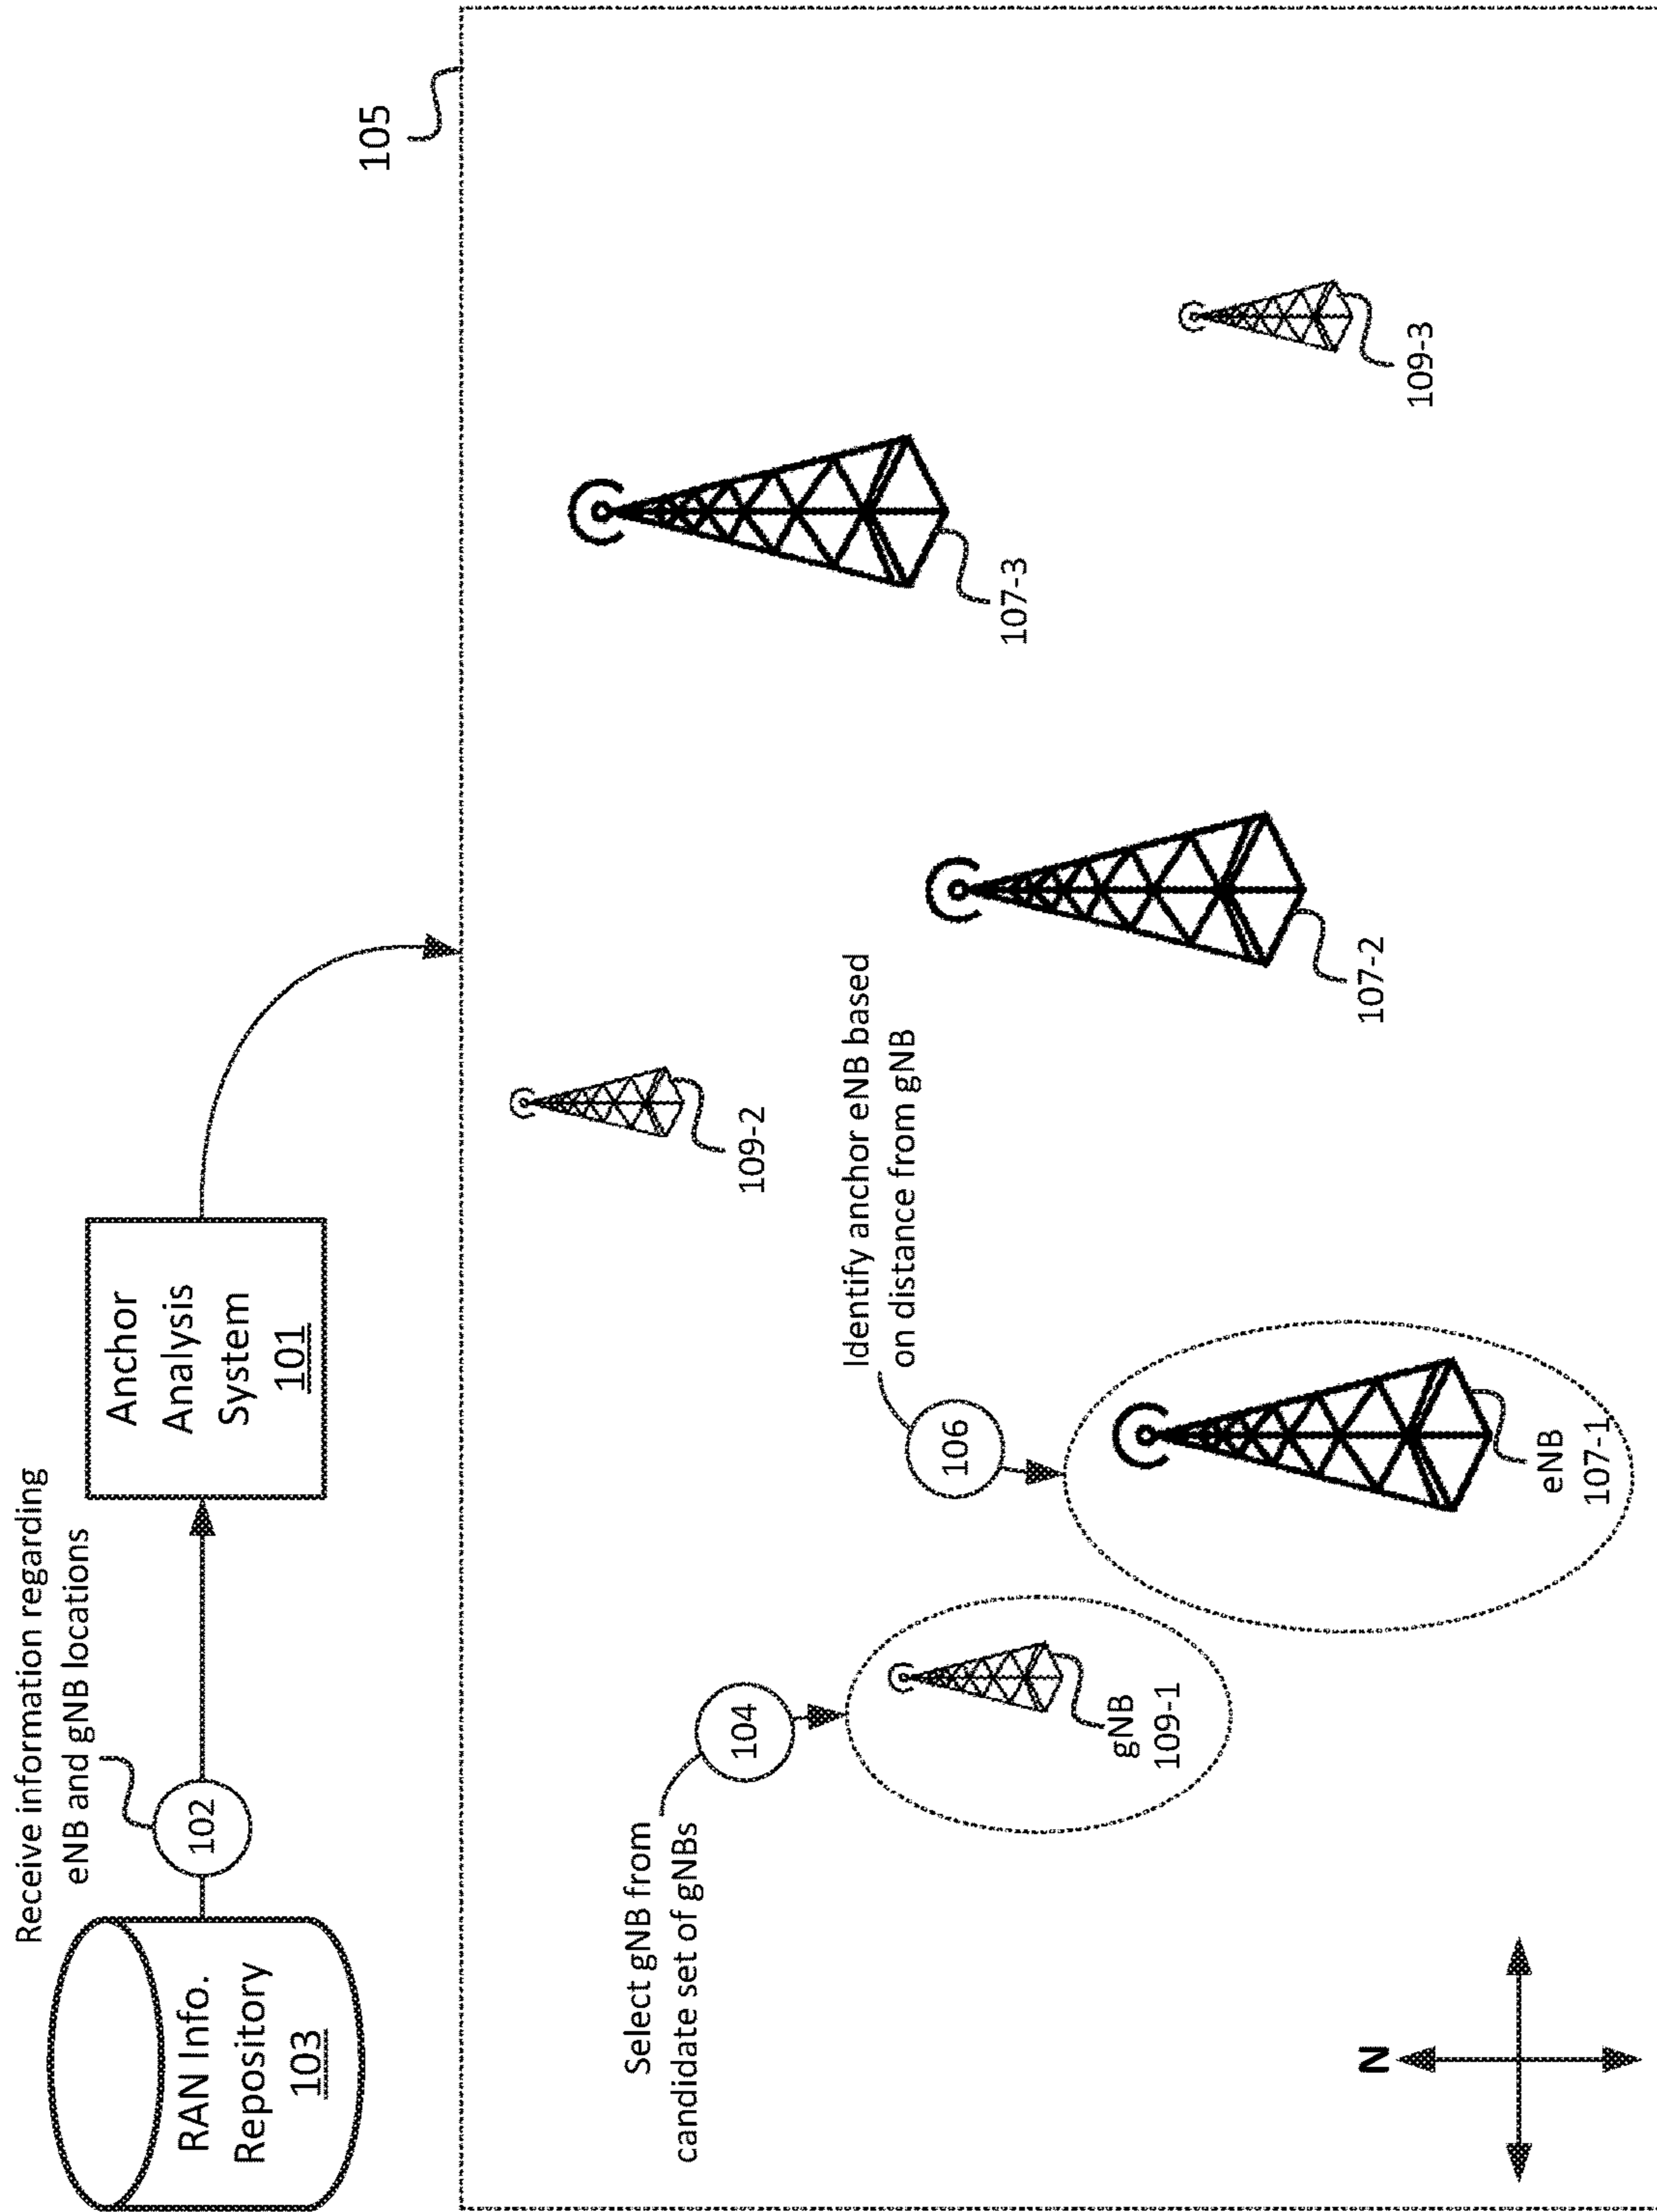 Receive information regarding
eNB and gNB locations
102
RAN Info.
Repository
103
Anchor
Analysis
System
101
105
Select gNB from
candidate set of gNBs
104
gNB
109-1
Identify anchor eNB based
on distance from gNB
106
eNB
107-1
109-2
107-2
107-3
109-3
N